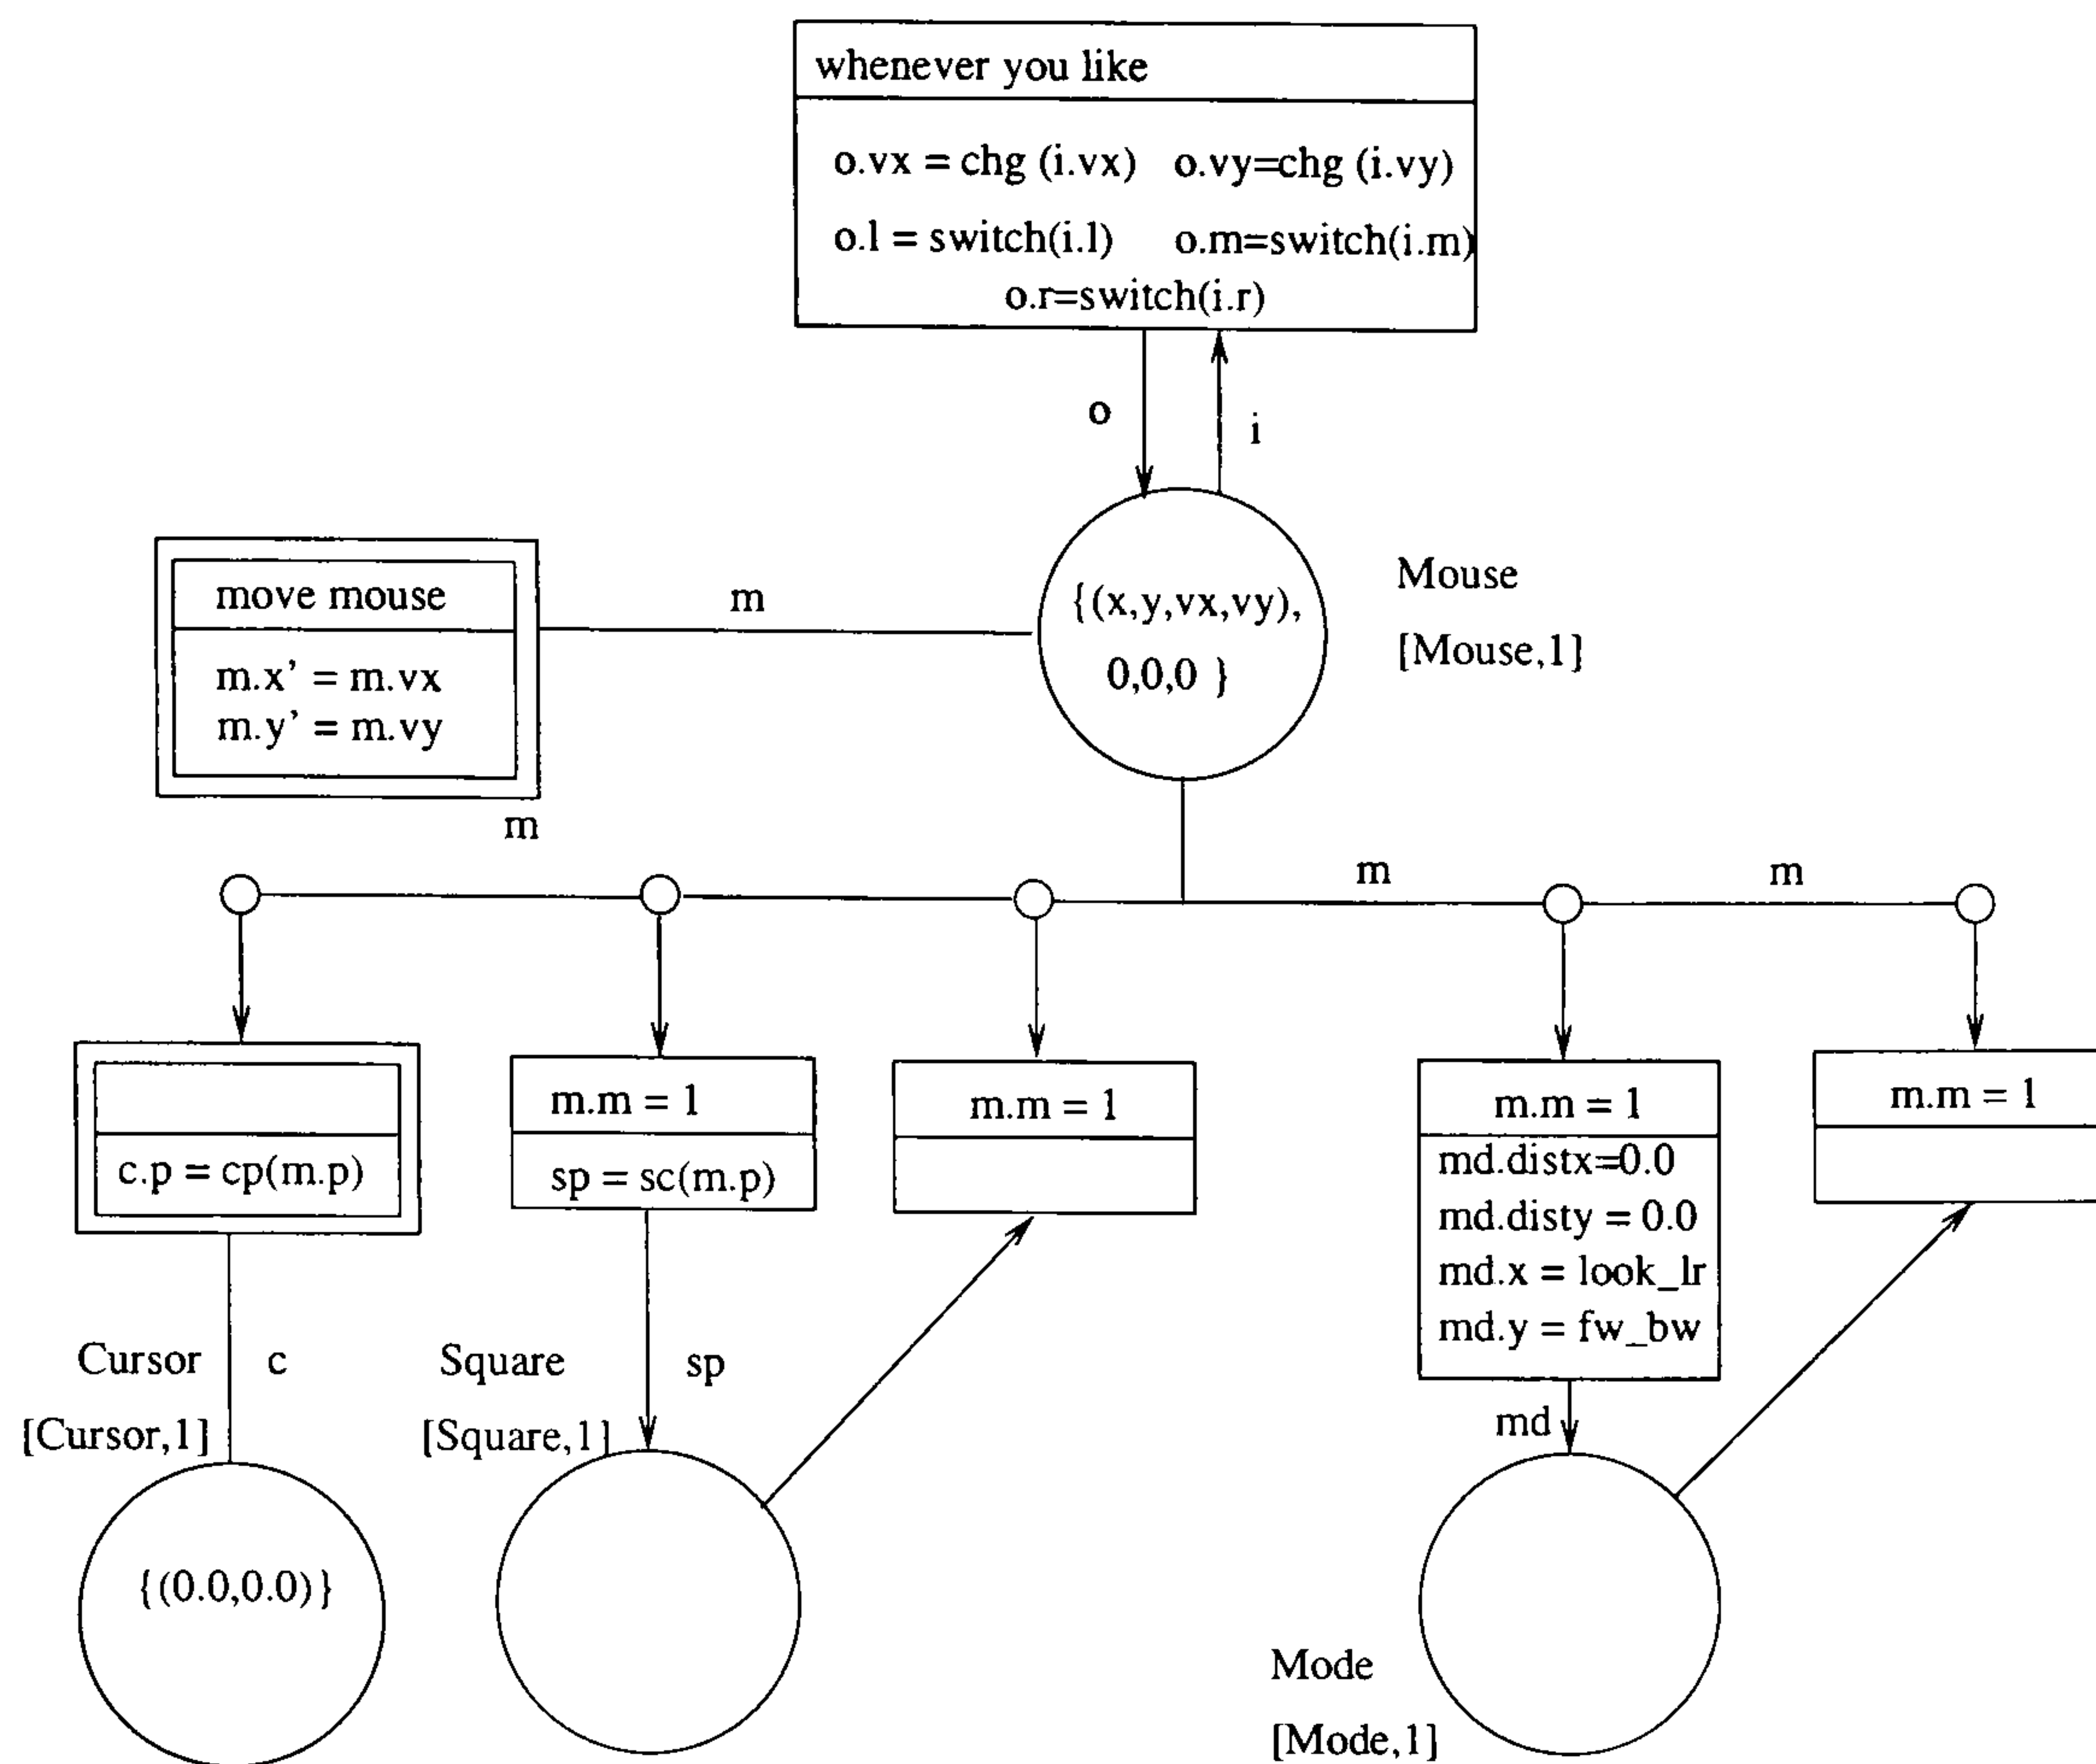 whenever you like
o.vx = chg (i.vx) o.vy=chg (i.vy)
o.l = switch(i.l) o.m=switch(i.m)
o.r=switch(i.r)
o
i
{(x,y,vx,vy),
0,0,0 }
Mouse
[Mouse,1]
move mouse
m.x’ = m.vx
m.y’ = m.vy
m
m
m
m
c.p = cp(m.p)
m.m = 1
sp = sc(m.p)
m.m = 1
m.m = 1
md.distx=0.0
md.disty = 0.0
md.x = look_lr
md.y = fw_bw
m.m = 1
Cursor
[Cursor,1]
c
{(0.0,0.0)}
Square
[Square,1]
sp
md
Mode
[Mode,1]